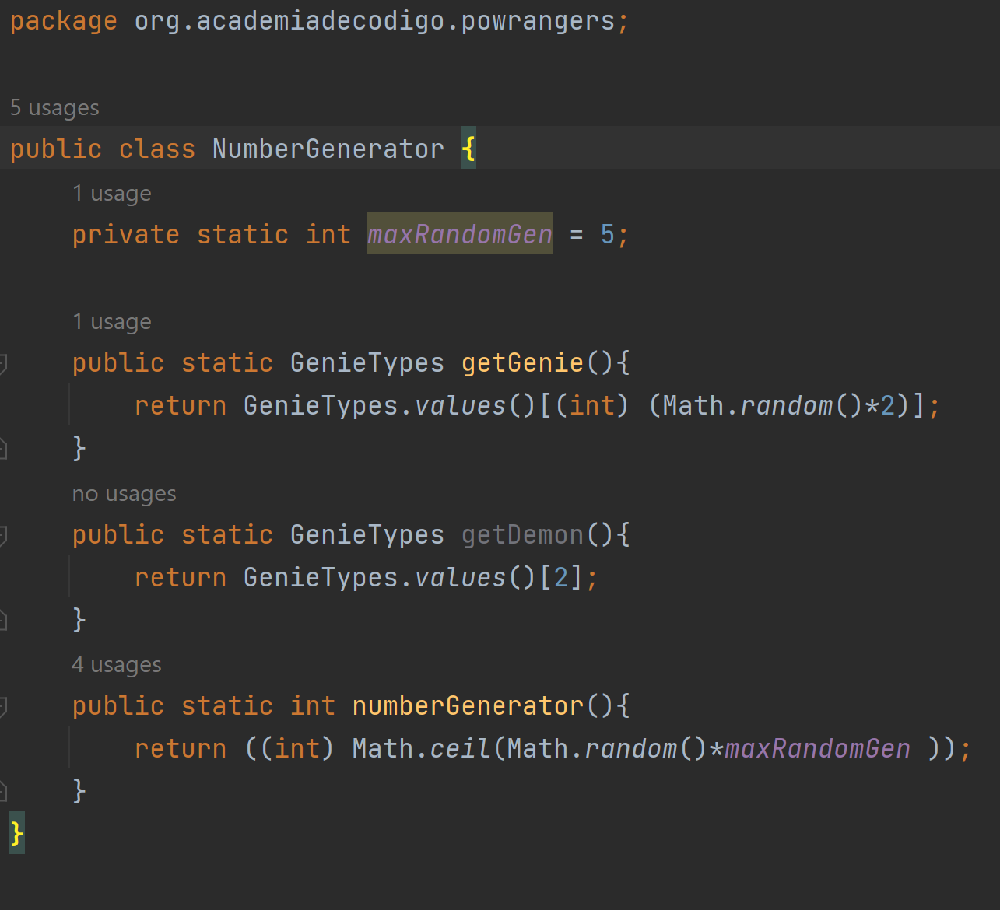 package org.academiadecodigo.powrangers;
5 usages
public class NumberGenerator {
1 usage
private static int maxRandomGen = 5;
1 usage
public static GenieTypes getGenie(){
return GenieTypes.values()[(int) (Math.random()*2)];
}
no usages
public static GenieTypes getDemon(){
return GenieTypes.values()[2];
}
4 usages
public static int numberGenerator(){
return ((int) Math.ceil(Math.random()*maxRandomGen ));
}
}